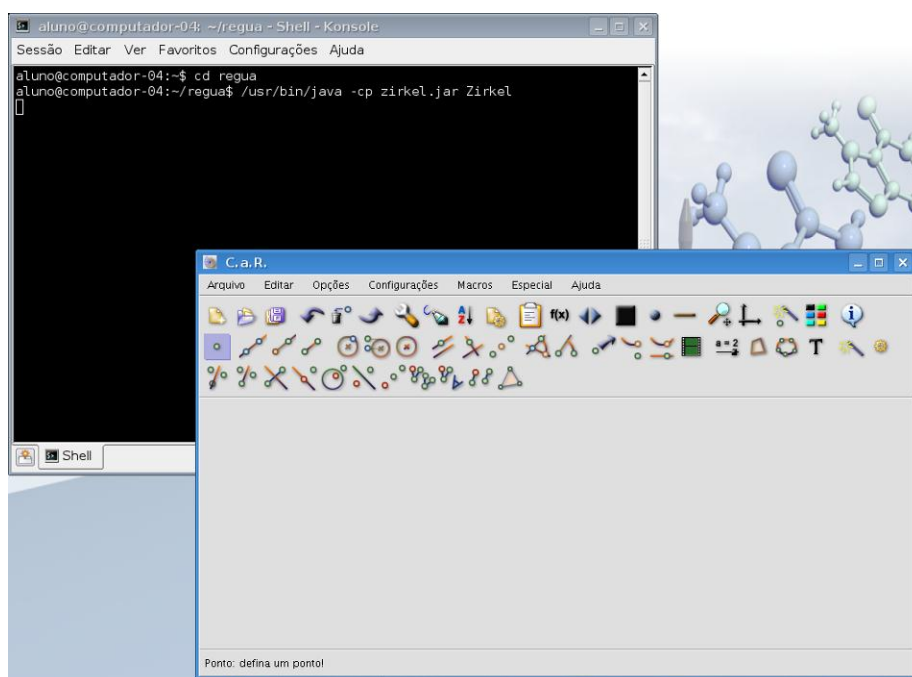 aluno@computador-04: ~/regua - Shell - Konsole
Sessão Editar Ver Favoritos Configurações Ajuda
aluno@computador-04:~$ cd regua
aluno@computador-04:~/regua$ /usr/bin/java -cp zirkel.jar Zirkel
Shell
C.a.R.
Arquivo Editar Opções Configurações Macros Especial Ajuda
A Z f(x)
a=2 T
Ponto: defina um ponto!